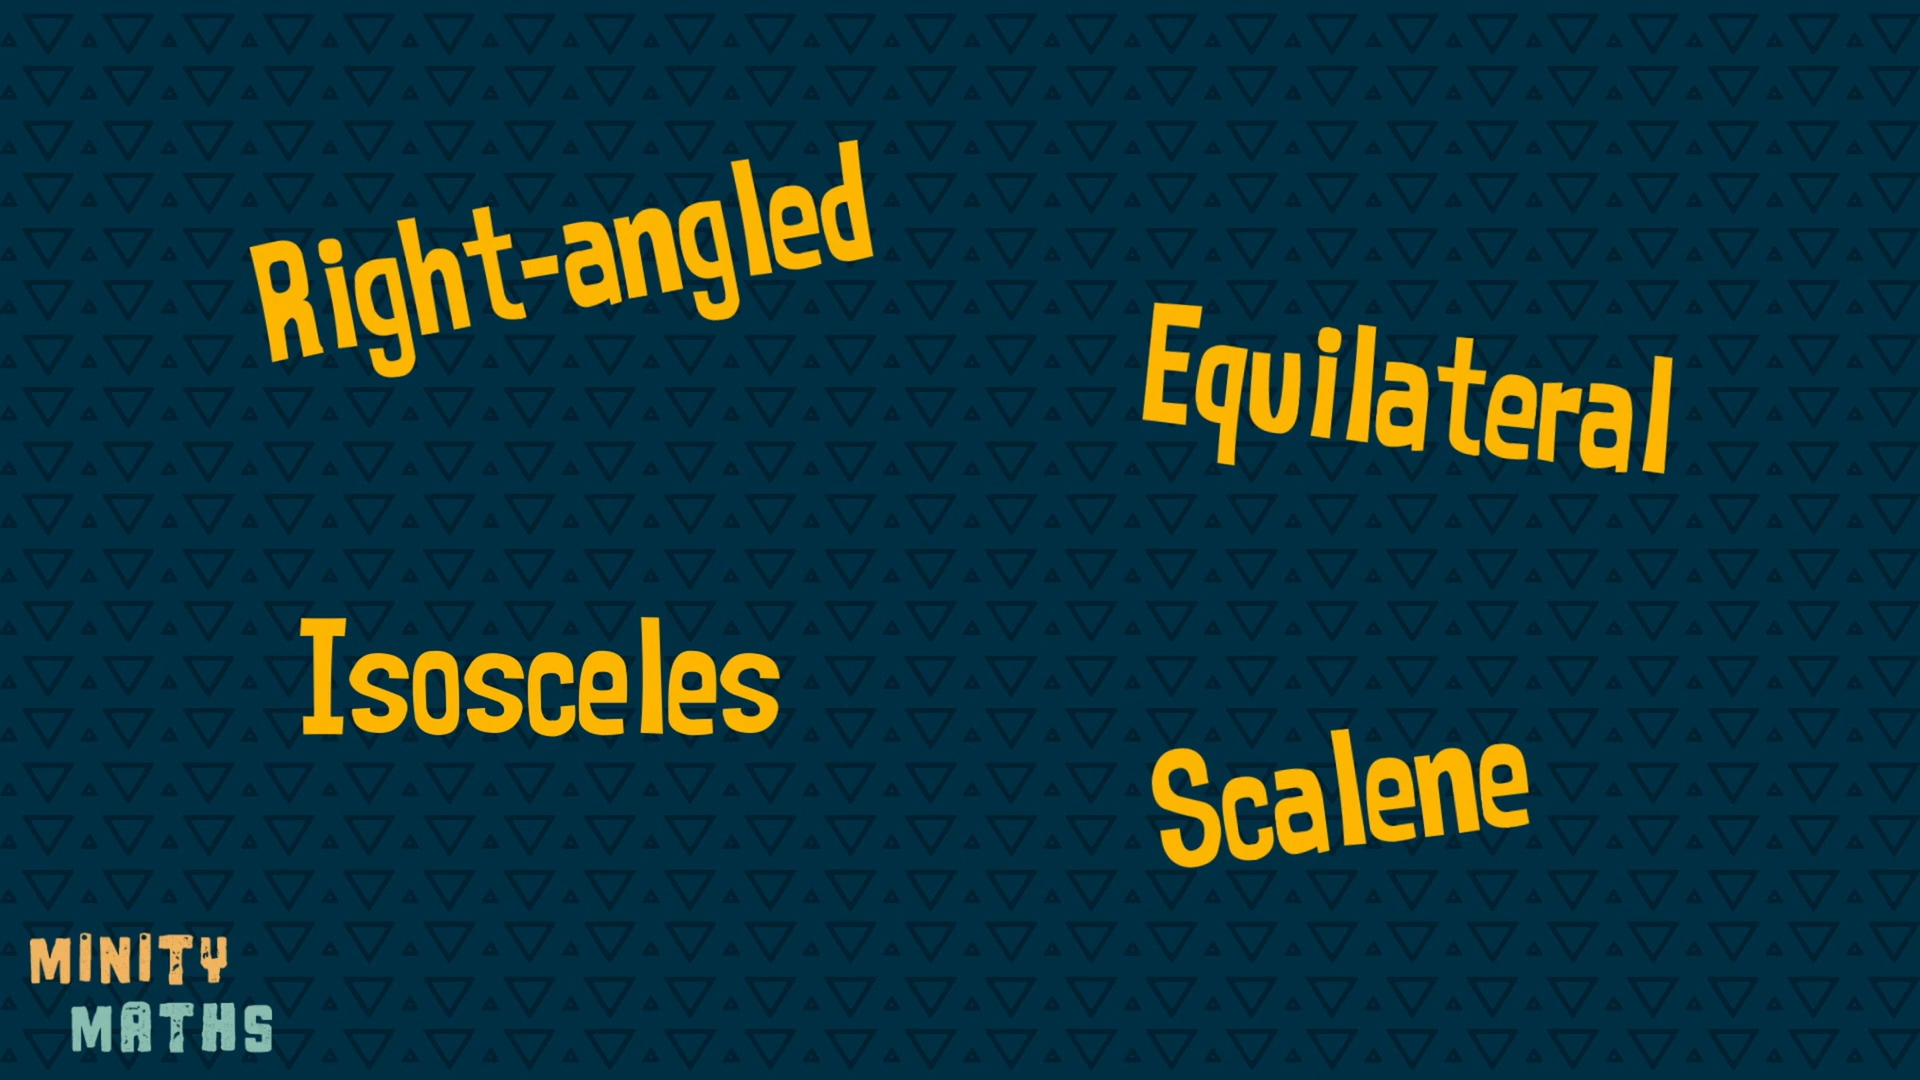 Right-angled
Equilateral
Isosceles
Scalene
MINITY
MATHS